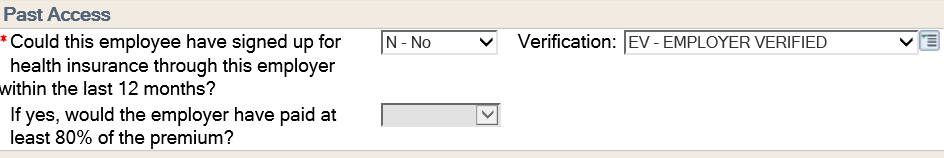 Past Access
* Could this employee have signed up for N - No Verification: EV - EMPLOYER VERIFIED
health insurance through this employer
within the last 12 months?
If yes, would the employer have paid at
least 80% of the premium?